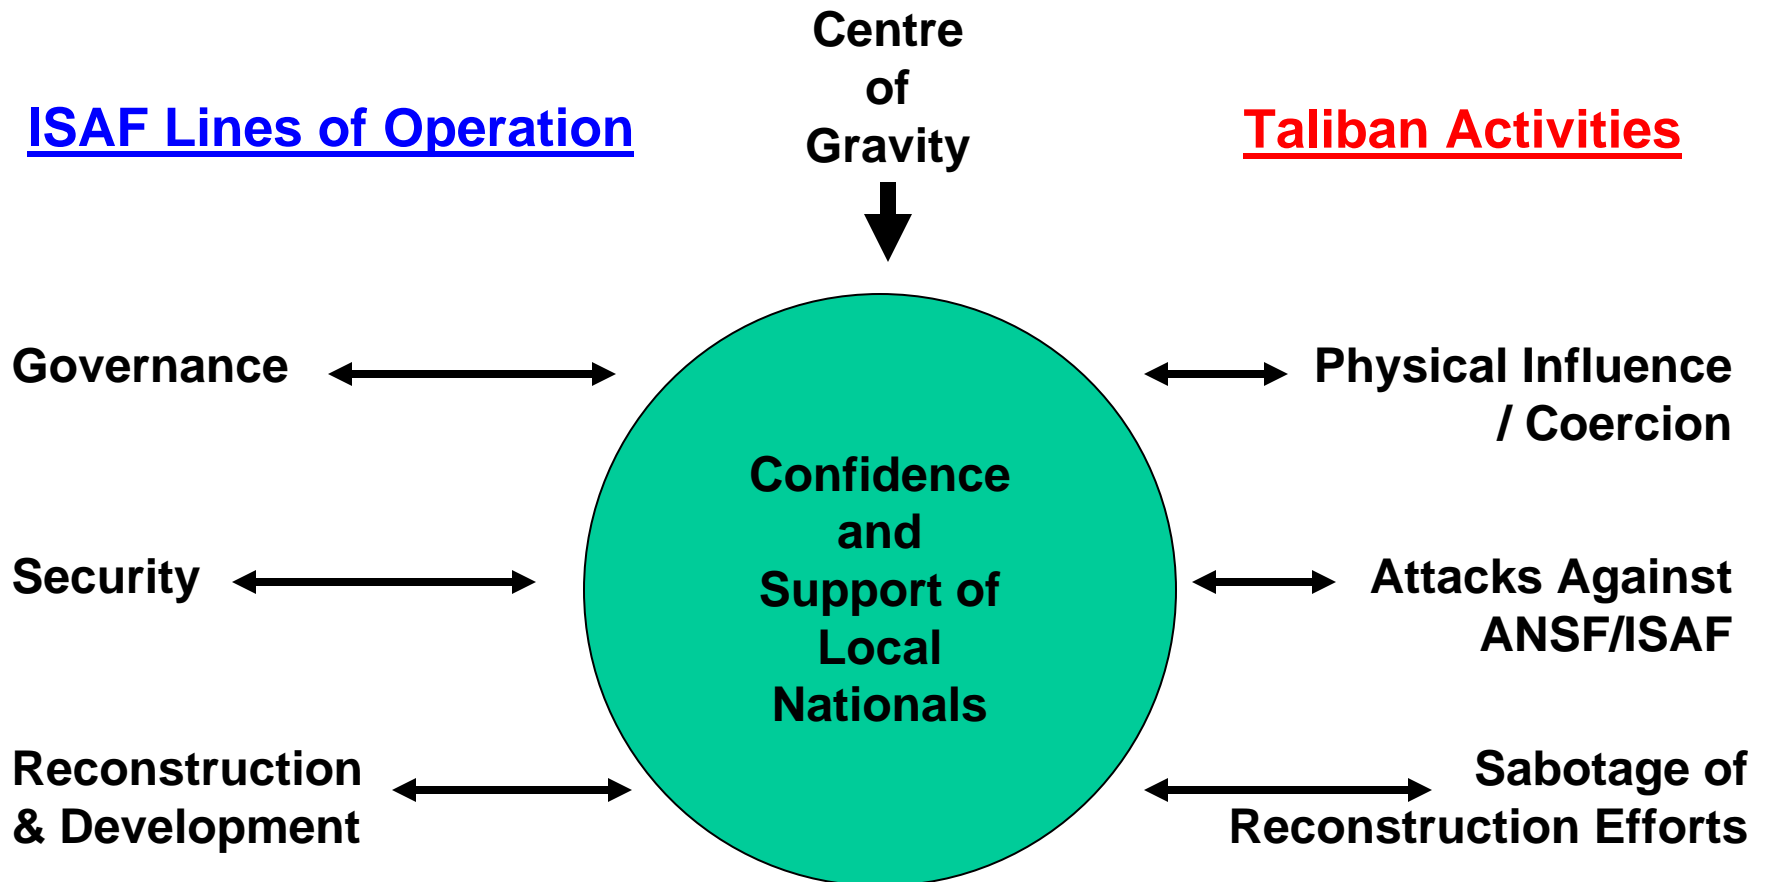 Centre
of
Gravity
ISAF Lines of Operation
Taliban Activities
Governance
Security
Reconstruction
& Development
Confidence
and
Support of
Local
Nationals
Physical Influence
/ Coercion
Attacks Against
ANSF/ISAF
Sabotage of
Reconstruction Efforts